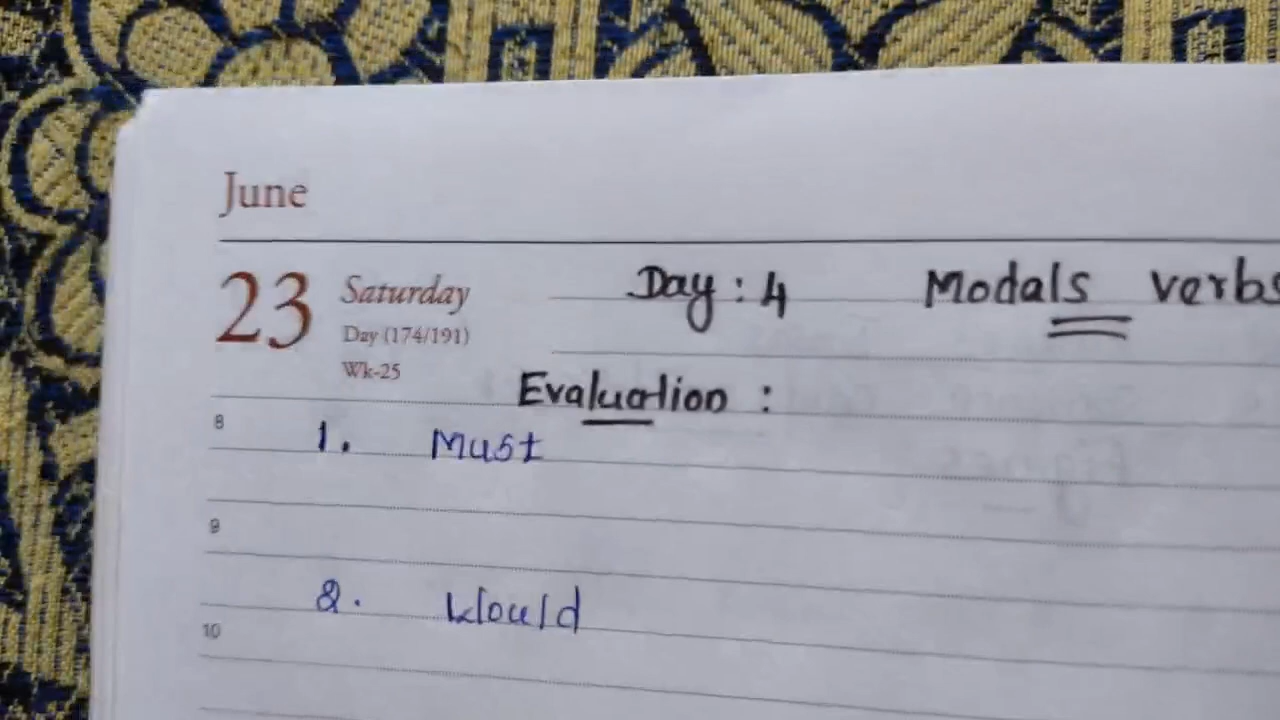 June
23 Saturday Day : 4 Modals verbs
Day (174/191)
Wk-25
Evaluation :
8 1. Must
9
2. Would
10